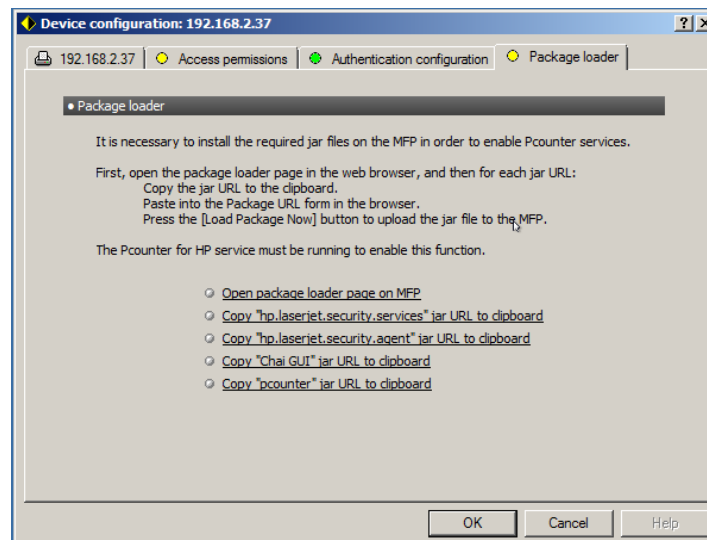 Device configuration: 192.168.2.37
192.168.2.37 Access permissions Authentication configuration Package loader
Package loader
It is necessary to install the required jar files on the MFP in order to enable Pcounter services.
First, open the package loader page in the web browser, and then for each jar URL:
Copy the jar URL to the clipboard.
Paste into the Package URL form in the browser.
Press the [Load Package Now] button to upload the jar file to the MFP.
The Pcounter for HP service must be running to enable this function.
Open package loader page on MFP
Copy "hp.laserjet.security.services" jar URL to clipboard
Copy "hp.laserjet.security.agent" jar URL to clipboard
Copy "Chai GUI" jar URL to clipboard
Copy "pcounter" jar URL to clipboard
OK Cancel Help